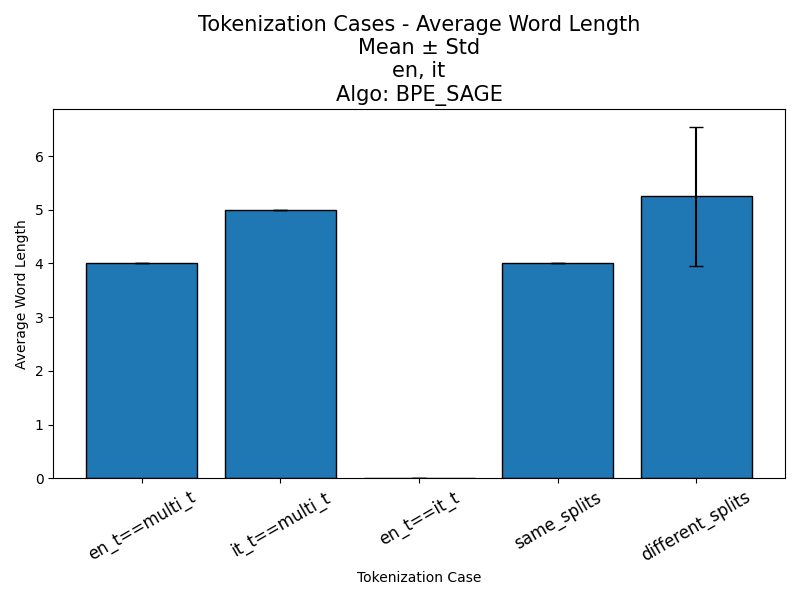 Tokenization Cases - Average Word Length
Mean ± Std
en, it
Algo: BPE_SAGE
Average Word Length
6
5
4
3
2
1
0
en_t==multi_t
it_t==multi_t
en_t==it_t
same_splits
different_splits
Tokenization Case